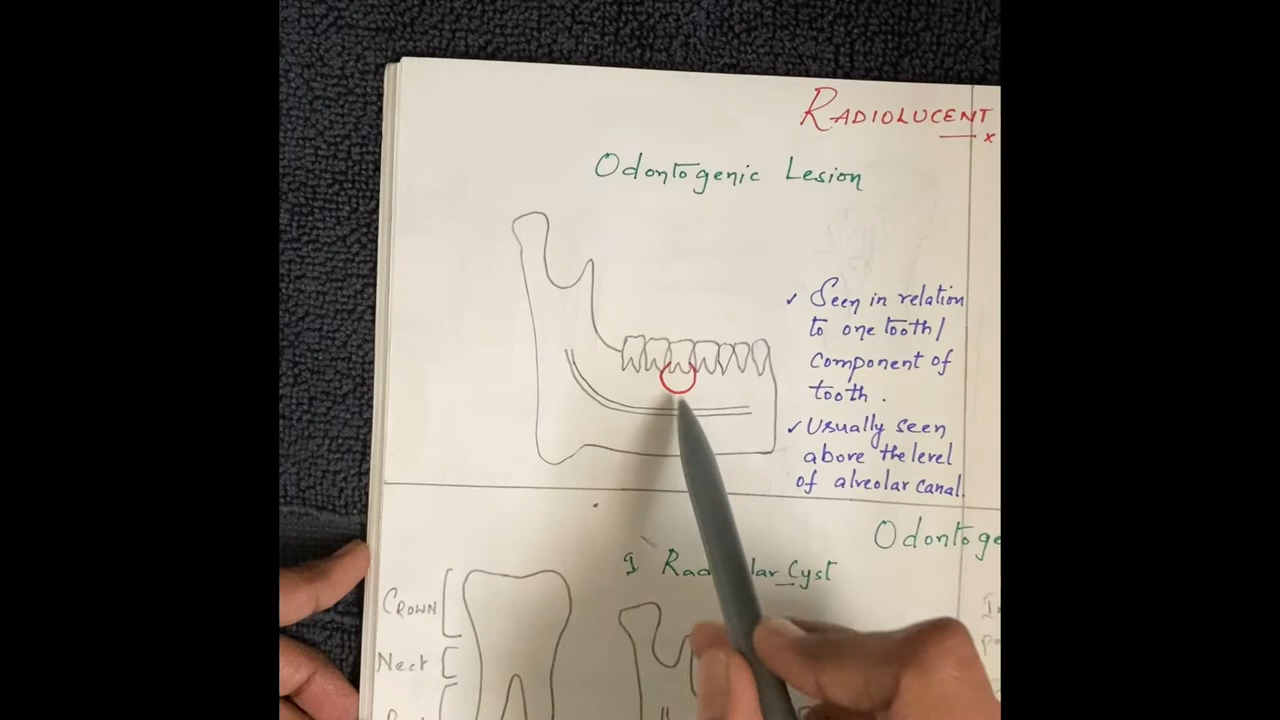 RADIOLUCENT
x
Odontogenic Lesion
✓ Seen in relation
to one tooth/
component of
tooth.
✓ Usually seen
above the level
of alveolar canal.
Odontoge
1 Cyst
CROWN
Neck